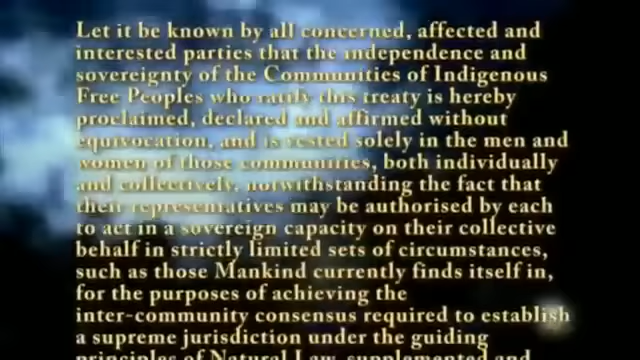 Let it be known by all concerned, affected and
interested parties that the independence and
sovereignty of the Communities of Indigenous
Free Peoples who ratify this treaty is hereby
proclaimed, declared and affirmed without
equivocation, and is vested solely in the men and
women of those communities, both individually
and collectively, notwithstanding the fact that
their representatives may be authorised by each
to act in a sovereign capacity on their collective
behalf in strictly limited sets of circumstances,
such as those Mankind currently finds itself in,
for the purposes of achieving the
inter-community consensus required to establish
a supreme jurisdiction under the guiding
principles of Natural Law, supplemented and